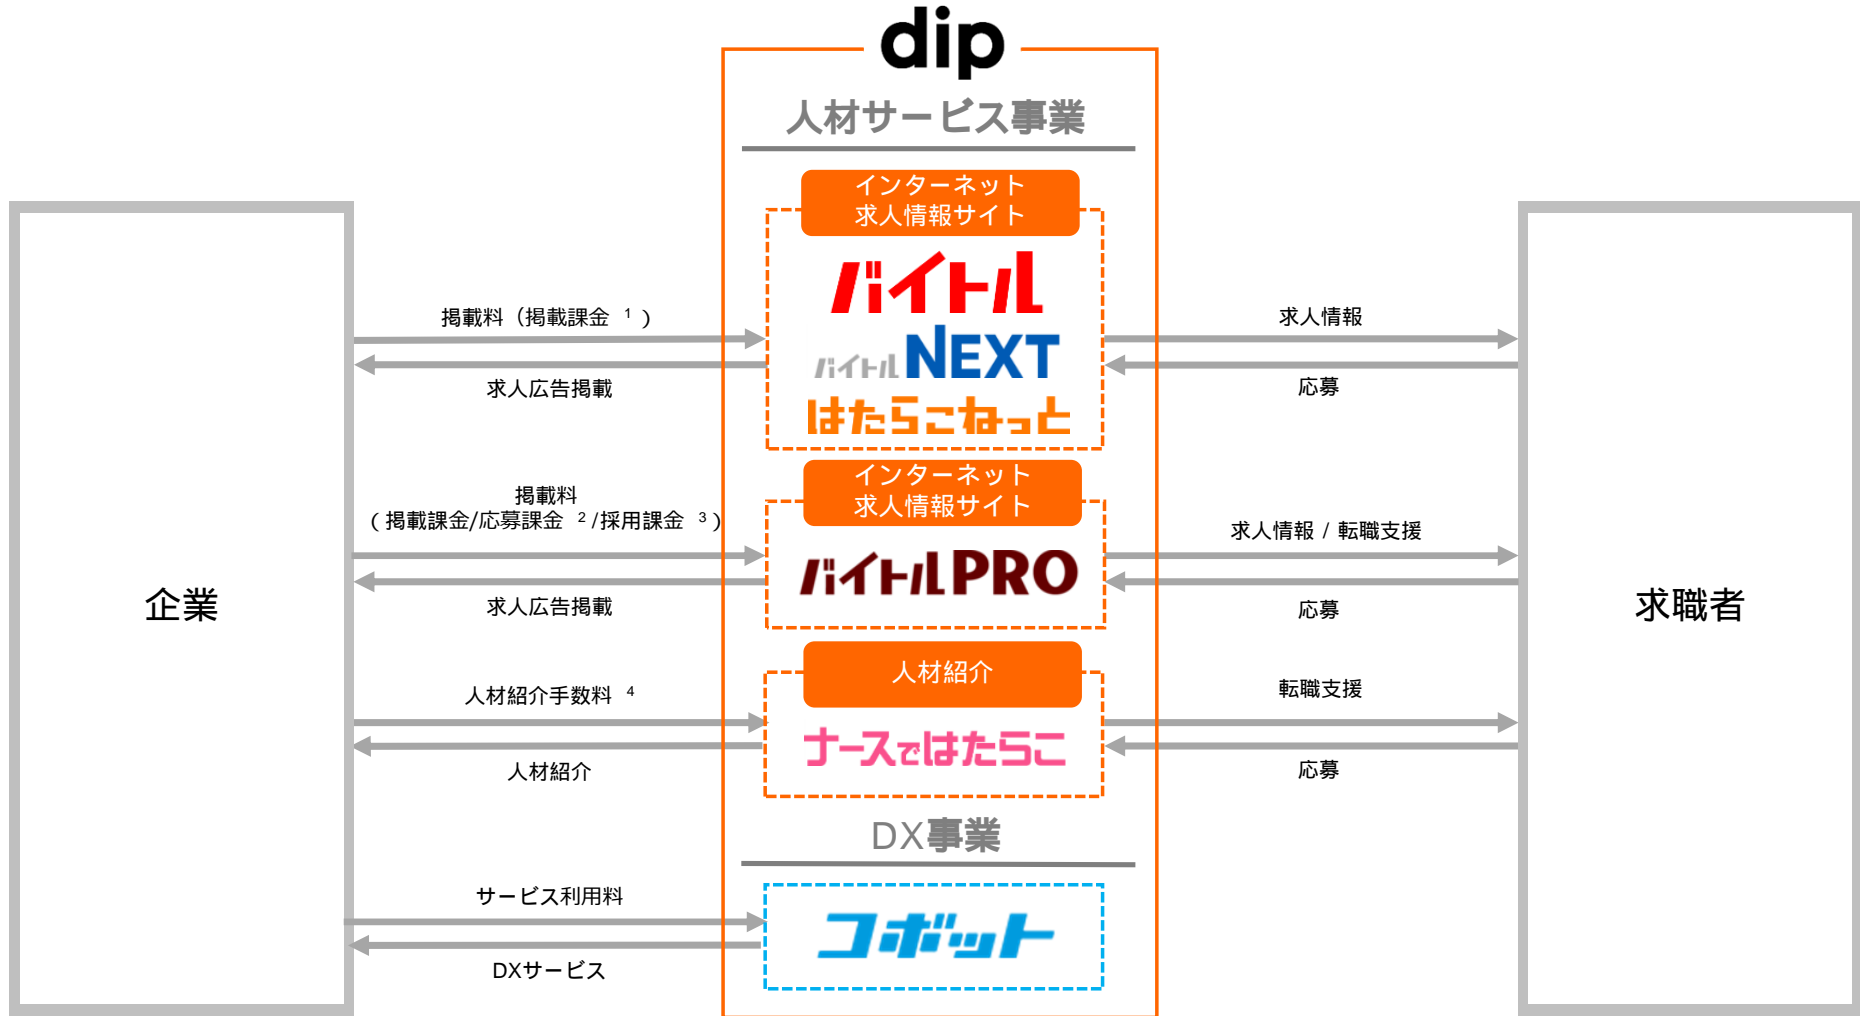 dip
人材サービス事業
インターネット
求人情報サイト
バイトル
バイトルNEXT
はたらこねっと
掲載料（掲載課金 1 ）
求人広告掲載
求人情報
応募
インターネット
求人情報サイト
バイトルPRO
掲載料
（掲載課金/応募課金 2 /採用課金 3 ）
求人広告掲載
求人情報 / 転職支援
応募
企業
求職者
人材紹介
ナースではたらこ
人材紹介手数料 4
人材紹介
転職支援
応募
DX事業
コボット
サービス利用料
DXサービス